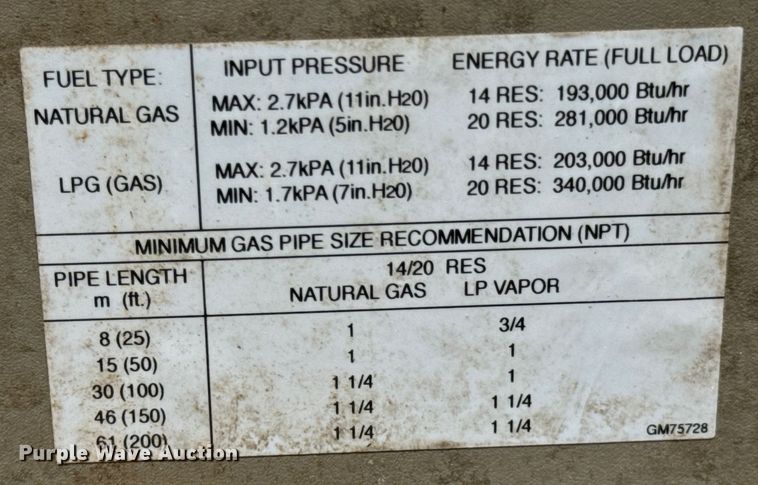 FUEL TYPE: INPUT PRESSURE ENERGY RATE (FULL LOAD)
NATURAL GAS MAX: 2.7kPA (11in.H20) 14 RES: 193,000 Btu/hr
MIN: 1.2kPA (5in.H20) 20 RES: 281,000 Btu/hr
LPG (GAS) MAX: 2.7kPA (11in.H20) 14 RES: 203,000 Btu/hr
MIN: 1.7kPA (7in.H20) 20 RES: 340,000 Btu/hr
MINIMUM GAS PIPE SIZE RECOMMENDATION (NPT)
PIPE LENGTH 14/20 RES
m (ft.) NATURAL GAS LP VAPOR
8 (25) 1 3/4
15 (50) 1 1
30 (100) 1 1/4 1
46 (150) 1 1/4 1 1/4
61 (200) 1 1/4 1 1/4
GM75728
Purple Wave Auction